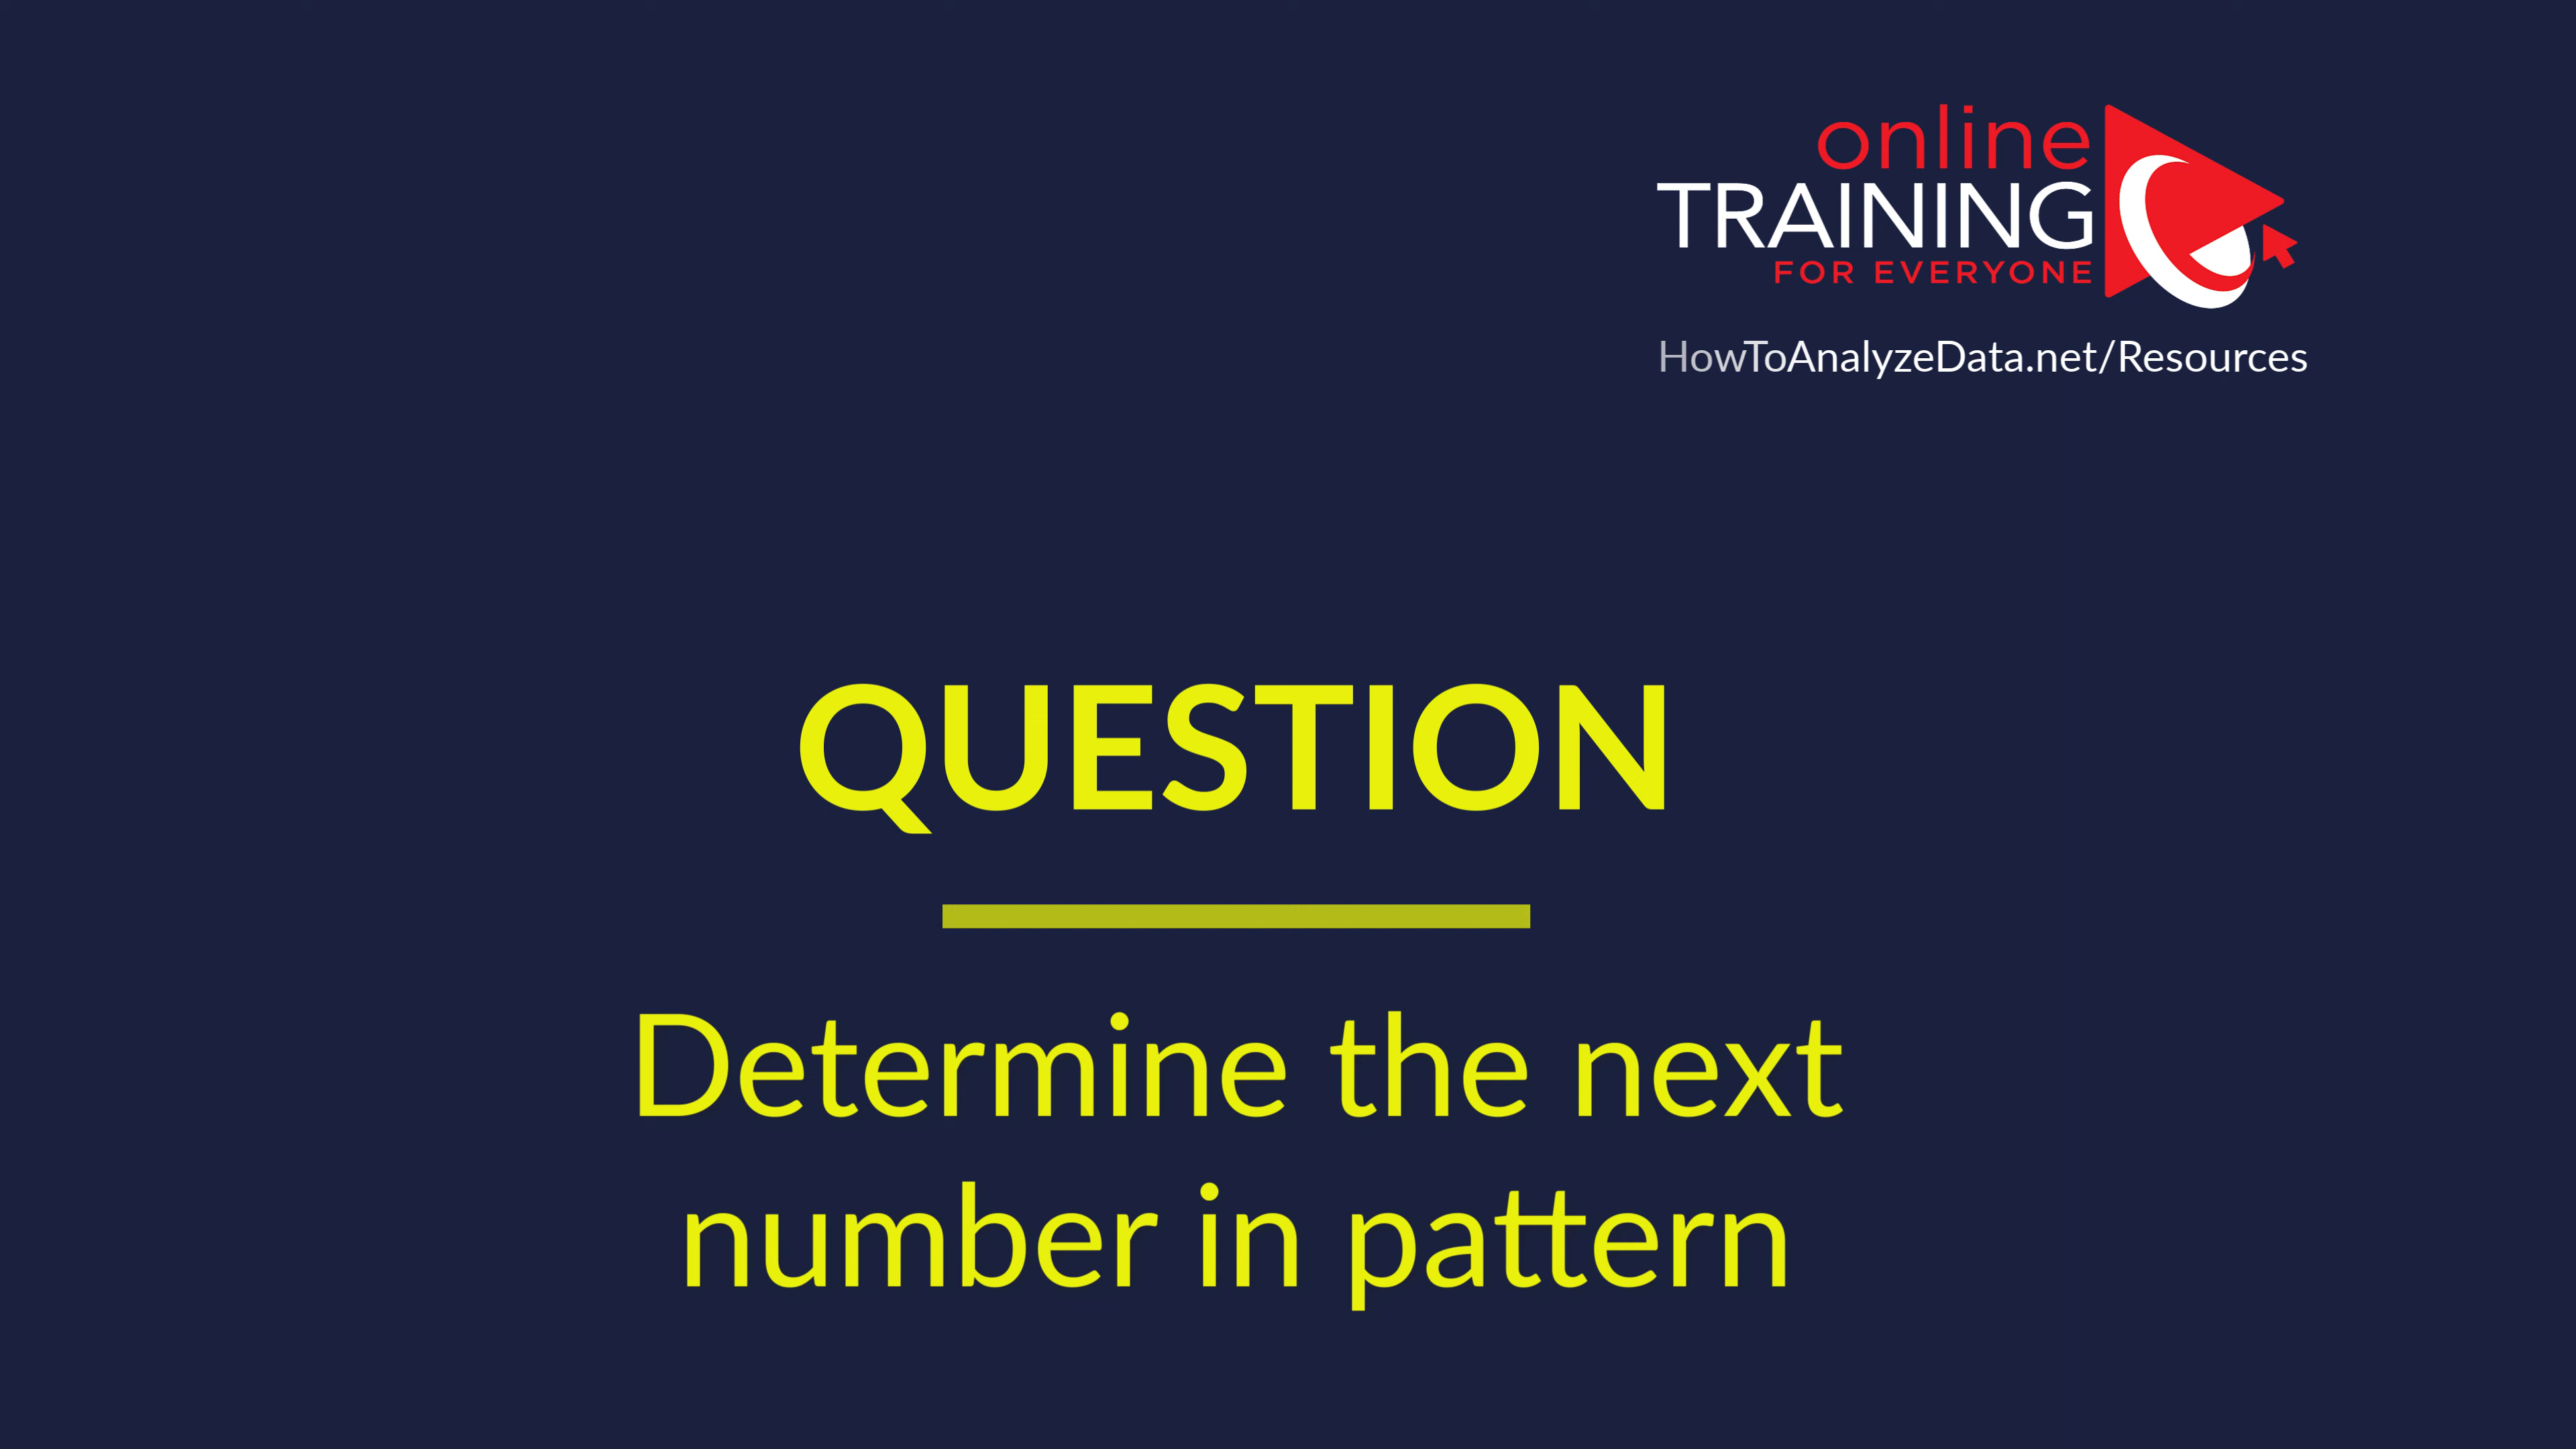 online
TRAINING
FOR EVERYONE
HowToAnalyzeData.net/Resources
QUESTION
Determine the next
number in pattern